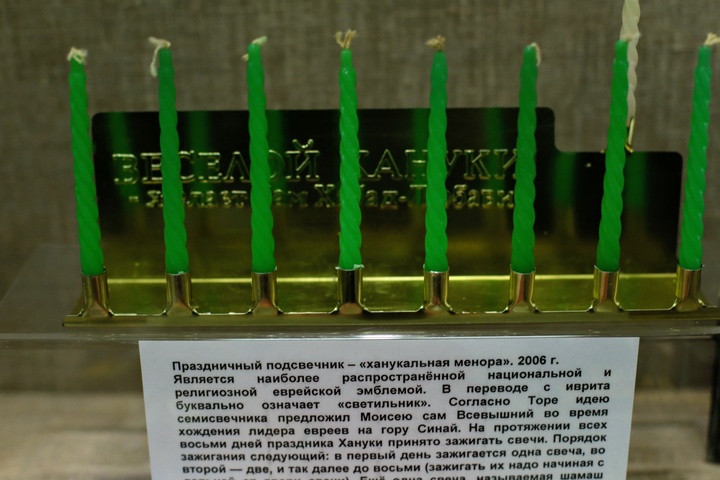 ВЕСЕЛОЙ ХАНУКИ
Праздничный подсвечник – «ханукальная менора». 2006 г.
Является наиболее распространённой национальной и
религиозной еврейской эмблемой. В переводе с иврита
буквально означает «светильник». Согласно Торе идею
семисвечника предложил Моисею сам Всевышний во время
хождения лидера евреев на гору Синай. На протяжении всех
восьми дней праздника Хануки принято зажигать свечи. Порядок
зажигания следующий: в первый день зажигается одна свеча, во
второй — две, и так далее до восьми (зажигать их надо начиная с
свеча, называемая шамаш